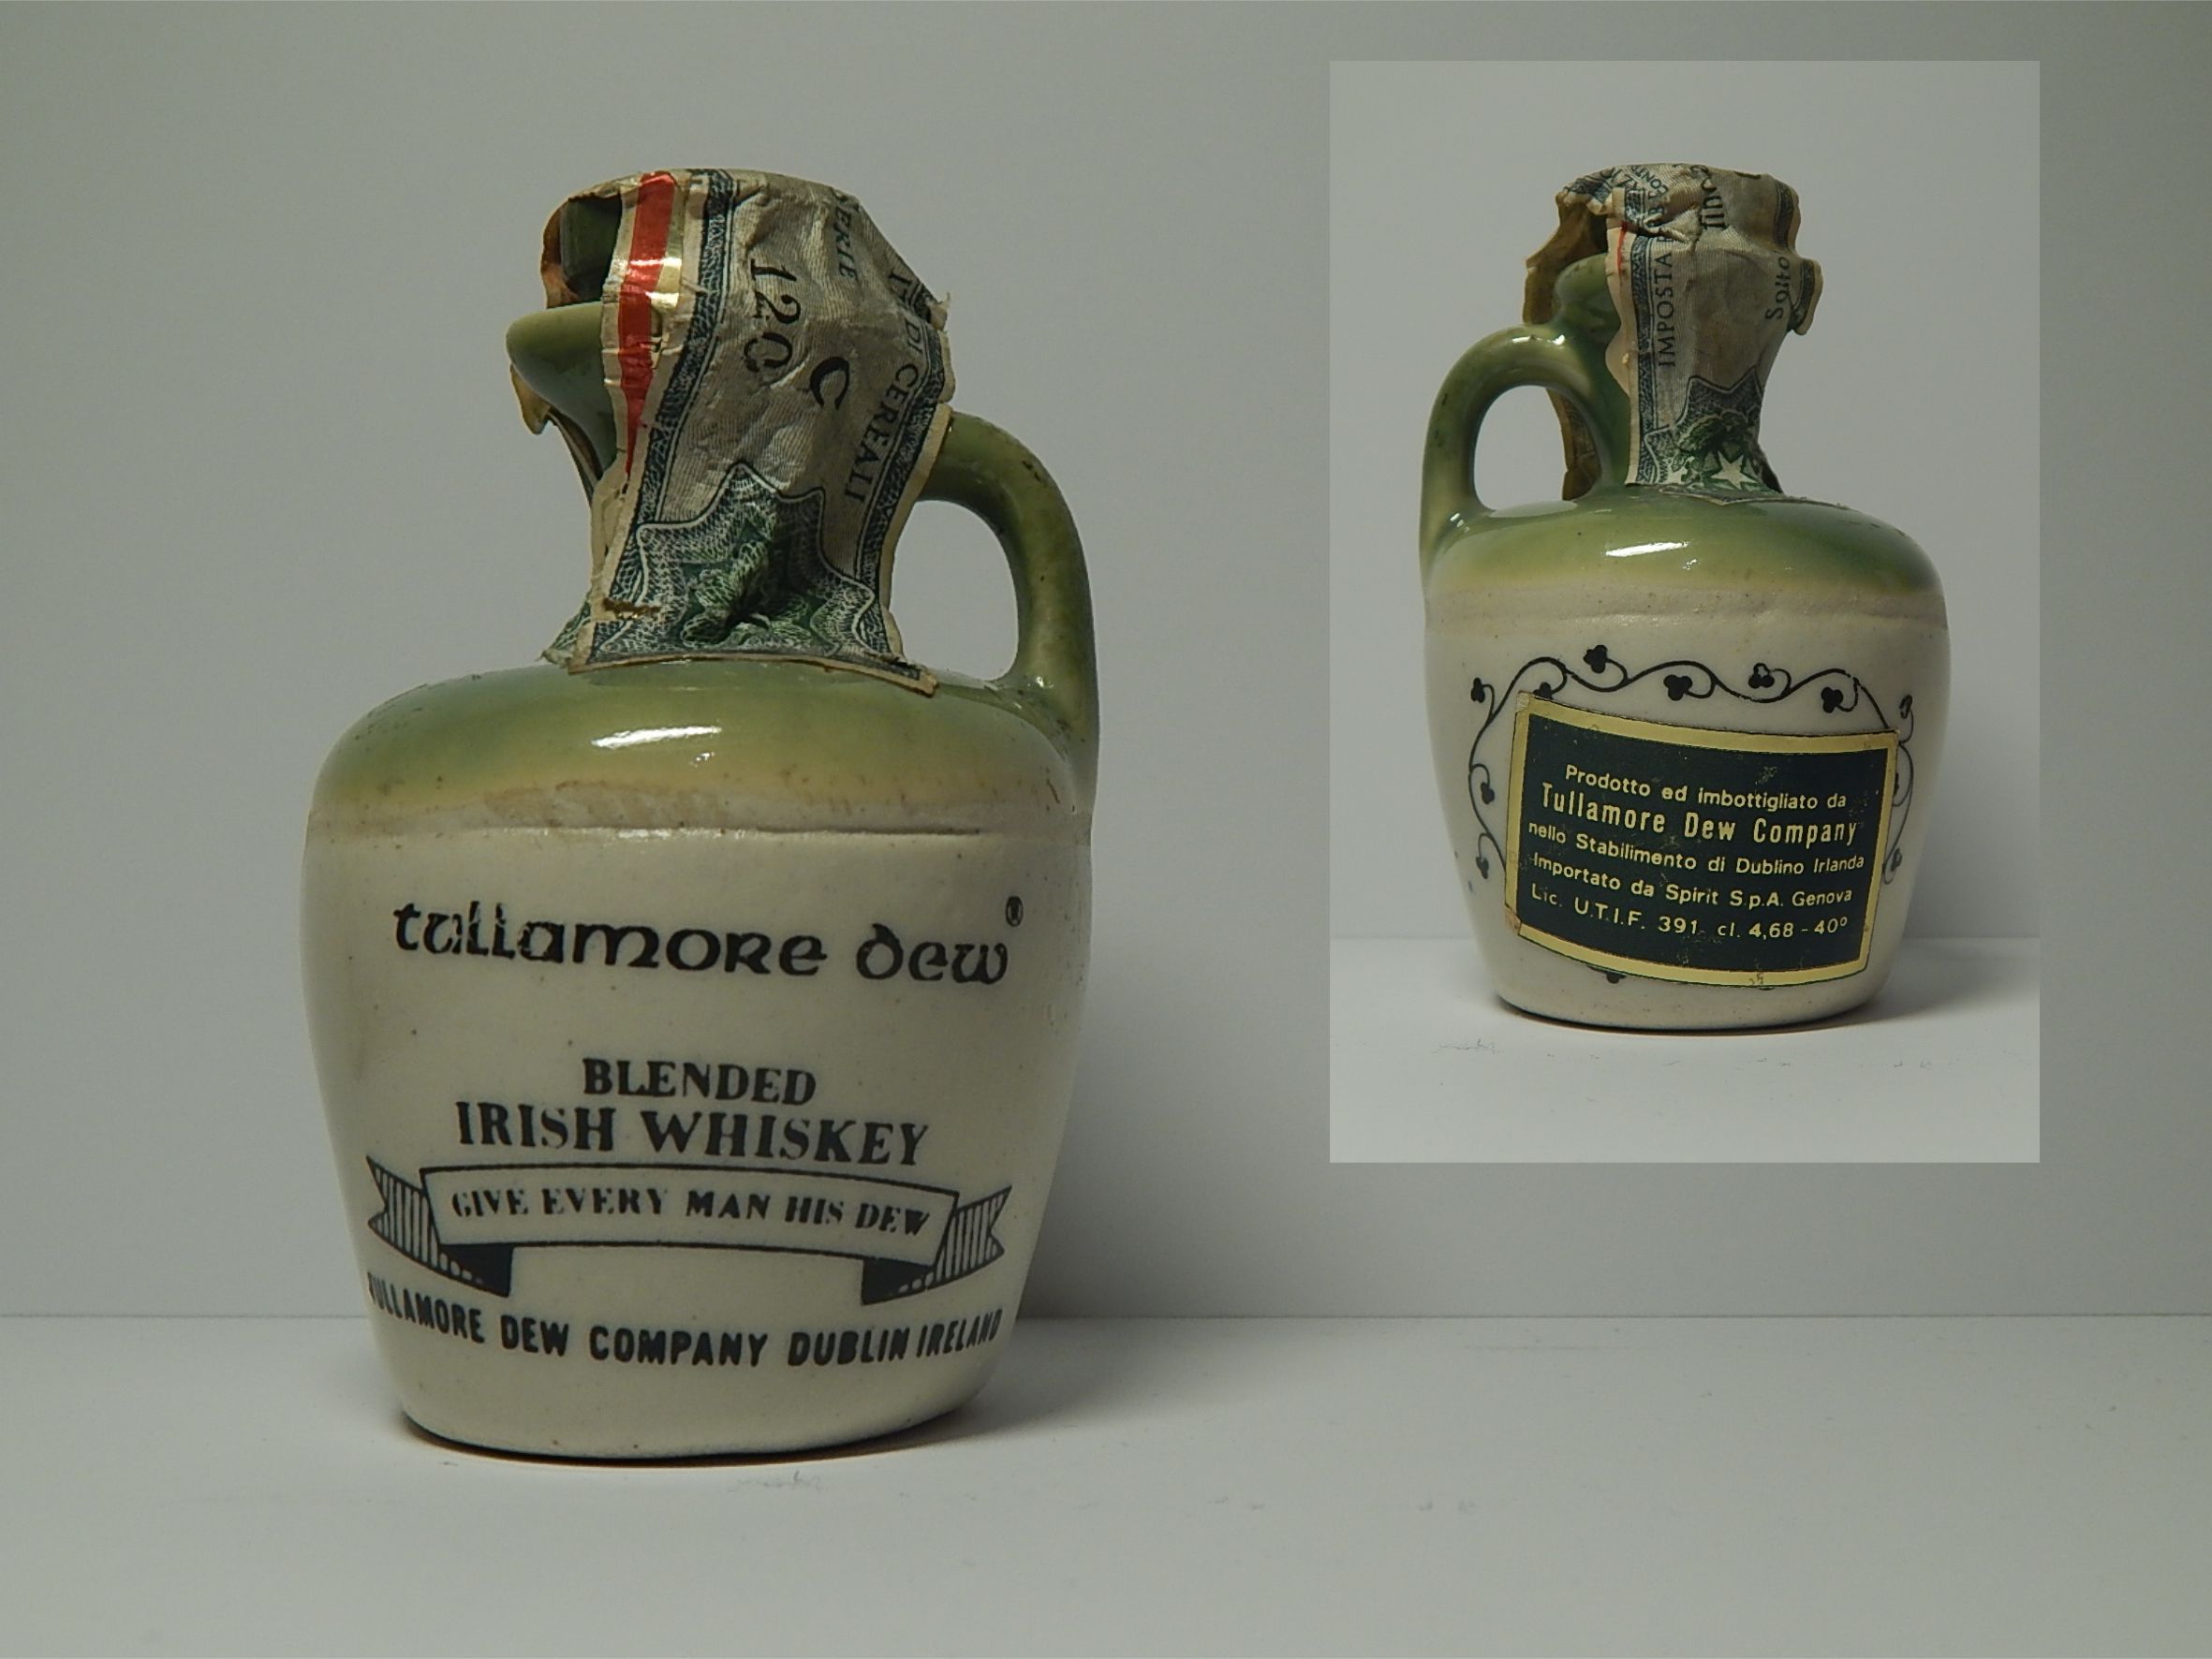 SERIE
120
C
DI CEREALI
tullamore dew®
BLENDED
IRISH WHISKEY
GIVE EVERY MAN HIS DEW
TULLAMORE DEW COMPANY DUBLIN IRELAND
IMPOSTA
Sotto
Prodotto ed imbottigliato da
Tullamore Dew Company
nello Stabilimento di Dublino Irlanda
Importato da Spirit S.p.A. Genova
Lic. U.T.I.F. 391 cl. 4,68 - 40°